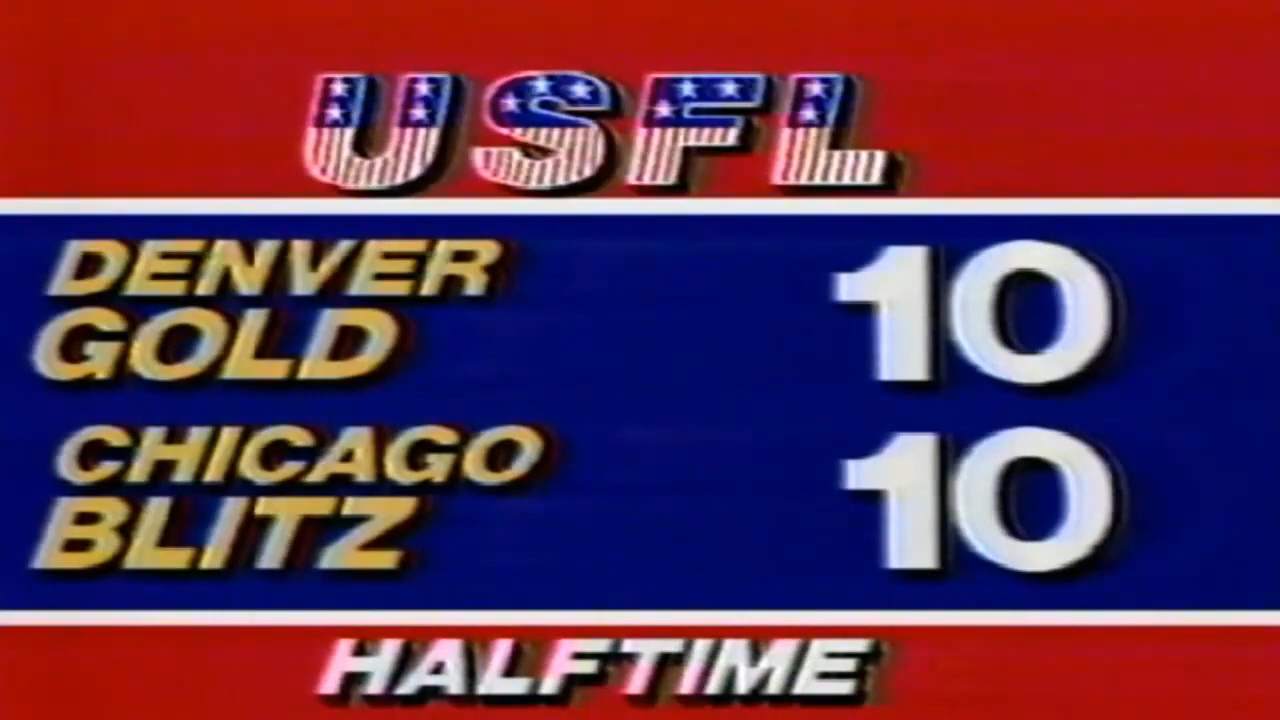 USFL
DENVER 10
GOLD
CHICAGO 10
BLITZ
HALFTIME